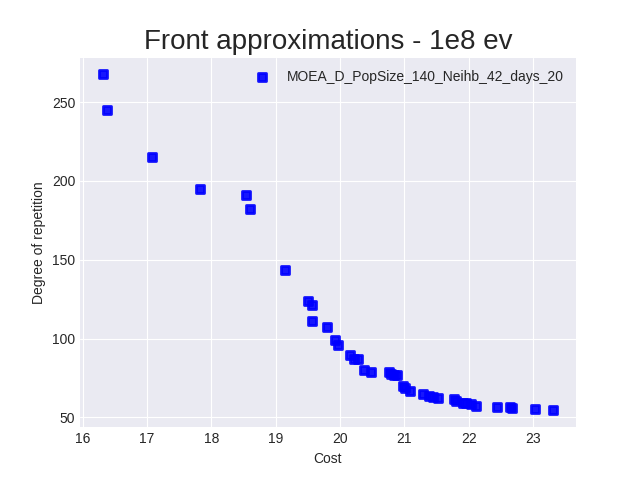 Front approximations - 1e8 ev
MOEA_D_PopSize_140_Neihb_42_days_20
Degree of repetition
250
200
150
100
50
16 17 18 19 20 21 22 23
Cost